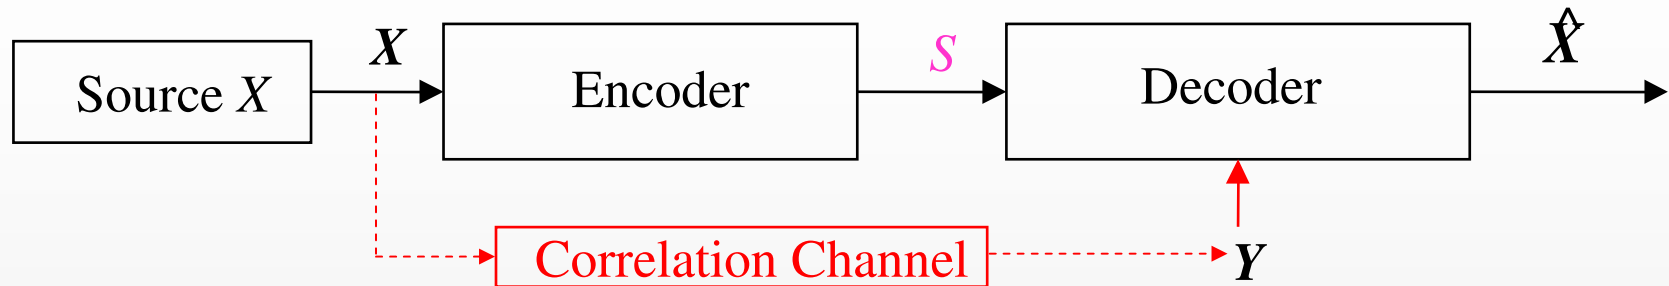 Source X
X
Encoder
S
Decoder
X̂
Correlation Channel
Y